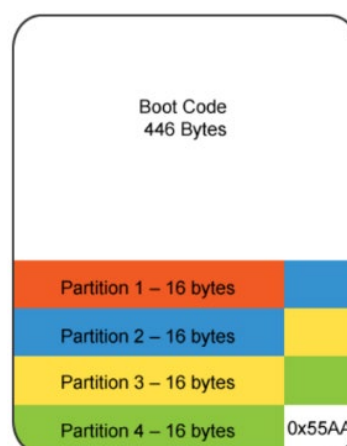 Boot Code
446 Bytes
Partition 1 – 16 bytes
Partition 2 – 16 bytes
Partition 3 – 16 bytes
Partition 4 – 16 bytes
0x55AA